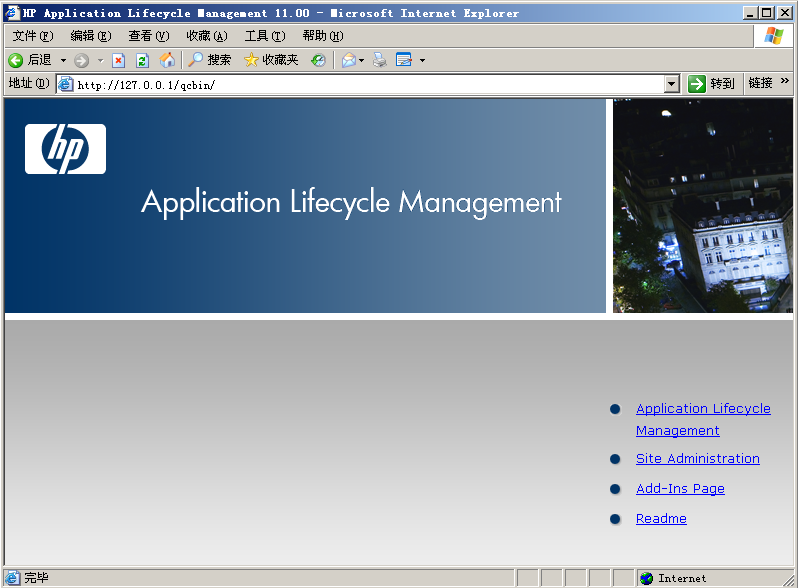 HP Application Lifecycle Management 11.00 - Microsoft Internet Explorer
文件(F) 编辑(E) 查看(V) 收藏(A) 工具(T) 帮助(H)
后退 搜索 收藏夹
地址(D) http://127.0.0.1/qcbin/ 转到 链接 »
hp
Application Lifecycle Management
Application Lifecycle
Management
Site Administration
Add-Ins Page
Readme
完毕 Internet